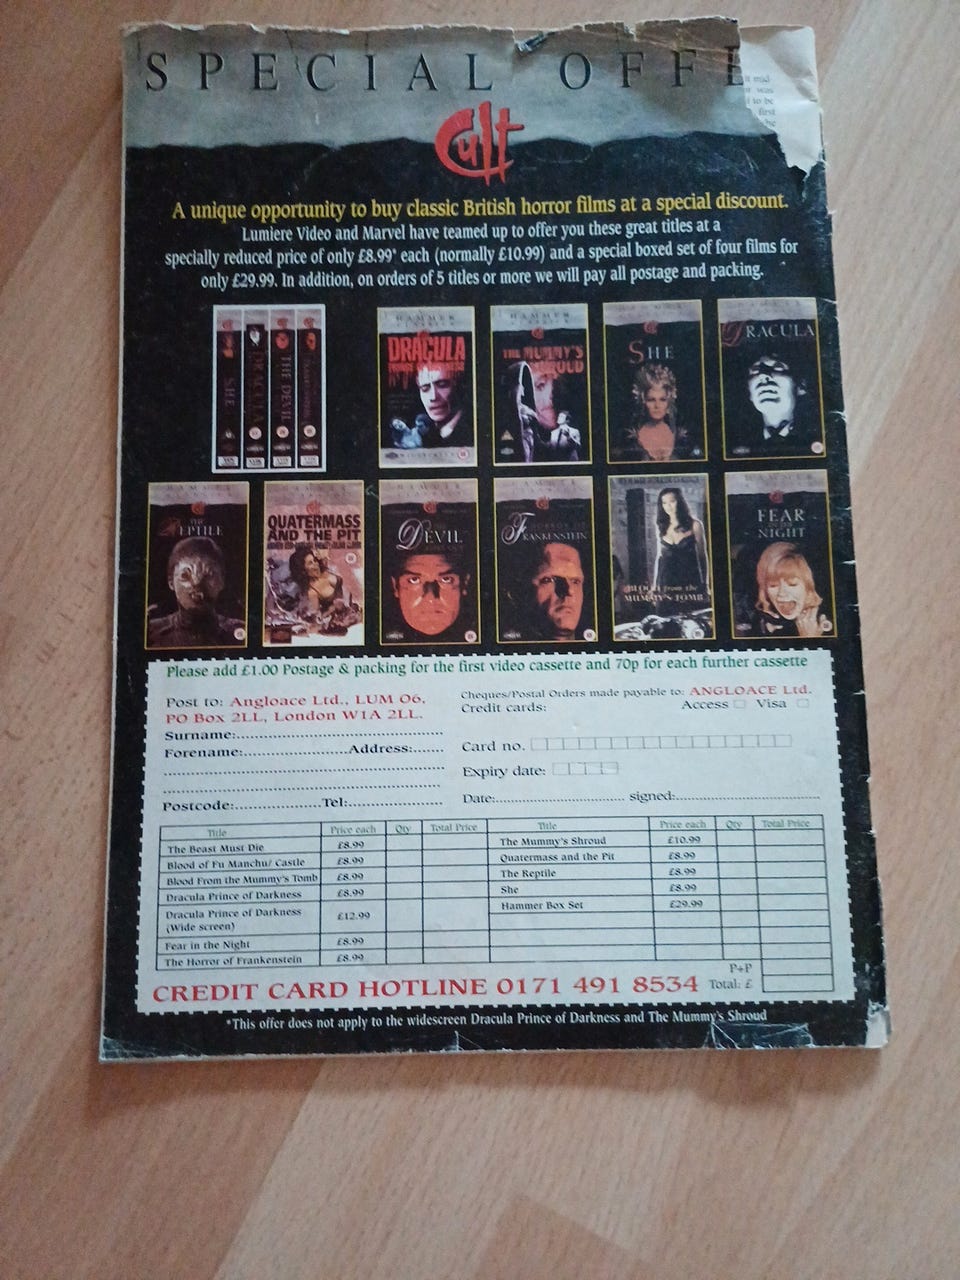 SPECIAL OFFE
Cult
A unique opportunity to buy classic British horror films at a special discount.
Lumiere Video and Marvel have teamed up to offer you these great titles at a
specially reduced price of only £8.99* each (normally £10.99) and a special boxed set of four films for
only £29.99. In addition, on orders of 5 titles or more we will pay all postage and packing.
SHE
DRACULA
THE DEVIL
HAMMER
DRACULA
HAMMER
THE MUMMY'S
SHROUD
SHE
DRACULA
THE
REPTILE
QUATERMASS
AND THE PIT
DEVIL
FRANKENSTEIN
BLOOD from the
MUMMY'S TOMB
FEAR
NIGHT
Please add £1.00 Postage & packing for the first video cassette and 70p for each further cassette
Post to: Angloace Ltd., LUM 06,
PO Box 2LL, London W1A 2LL.
Cheques/Postal Orders made payable to: ANGLOACE Ltd.
Credit cards: Access Visa
Surname:
Forename: Address:
Card no.
Expiry date:
Postcode: Tel:
Date: signed:
Title Price each Qty Total Price
The Beast Must Die £8.99
Blood of Fu Manchu/ Castle £8.99
Blood From the Mummy's Tomb £8.99
Dracula Prince of Darkness £8.99
Dracula Prince of Darkness £12.99
(Wide screen)
Fear in the Night £8.99
The Horror of Frankenstein £8.99
Title Price each Qty Total Price
The Mummy's Shroud £10.99
Quatermass and the Pit £8.99
The Reptile £8.99
She £8.99
Hammer Box Set £29.99
P+P
Total: £
CREDIT CARD HOTLINE 0171 491 8534
*This offer does not apply to the widescreen Dracula Prince of Darkness and The Mummy's Shroud